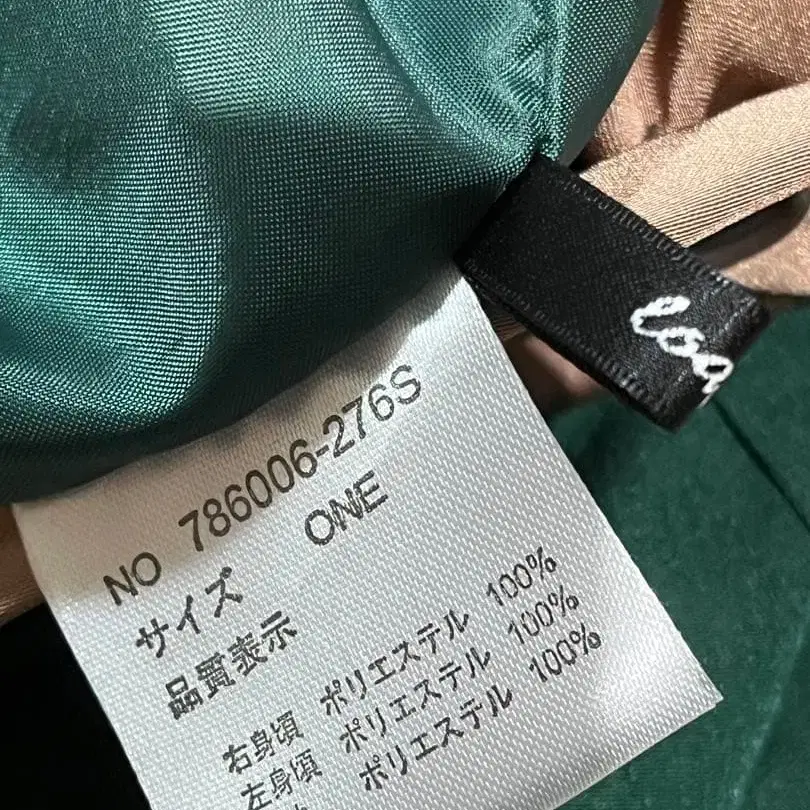 loq
NO 786006-276S
サイズ ONE
品質表示
右身頃 ポリエステル 100%
左身頃 ポリエステル 100%
ポリエステル 100%